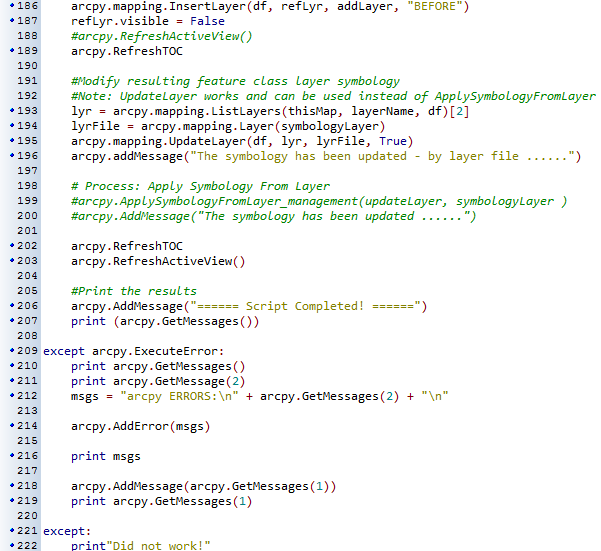 186 arcpy.mapping.InsertLayer(df, refLyr, addLayer, "BEFORE")
187 refLyr.visible = False
188 #arcpy.RefreshActiveView()
189 arcpy.RefreshTOC
190
191 #Modify resulting feature class layer symbology
192 #Note: UpdateLayer works and can be used instead of ApplySymbologyFromLayer
193 lyr = arcpy.mapping.ListLayers(thisMap, layerName, df)[2]
194 lyrFile = arcpy.mapping.Layer(symbologyLayer)
195 arcpy.mapping.UpdateLayer(df, lyr, lyrFile, True)
196 arcpy.addMessage("The symbology has been updated - by layer file ......")
197
198 # Process: Apply Symbology From Layer
199 #arcpy.ApplySymbologyFromLayer_management(updateLayer, symbologyLayer )
200 #arcpy.AddMessage("The symbology has been updated ......")
201
202 arcpy.RefreshTOC
203 arcpy.RefreshActiveView()
204
205 #Print the results
206 arcpy.AddMessage("====== Script Completed! ======")
207 print (arcpy.GetMessages())
208
209 except arcpy.ExecuteError:
210 print arcpy.GetMessages()
211 print arcpy.GetMessage(2)
212 msgs = "arcpy ERRORS:\n" + arcpy.GetMessages(2) + "\n"
213
214 arcpy.AddError(msgs)
215
216 print msgs
217
218 arcpy.AddMessage(arcpy.GetMessages(1))
219 print arcpy.GetMessages(1)
220
221 except:
222 print"Did not work!"